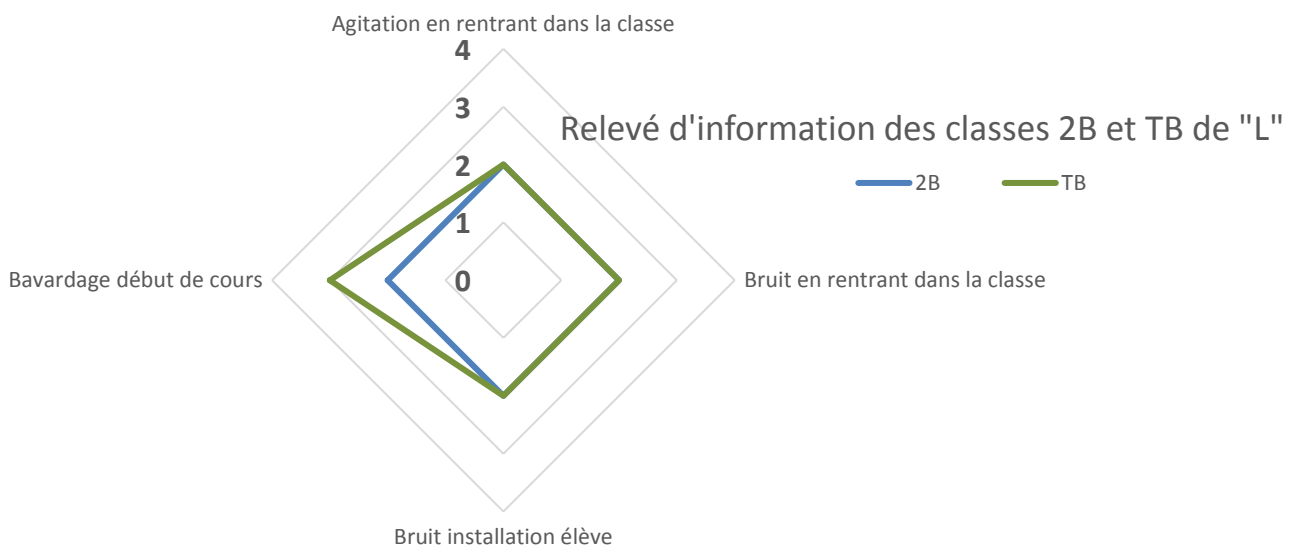 Agitation en rentrant dans la classe
4
3
Relevé d'information des classes 2B et TB de "L"
2
2B TB
1
Bavardage début de cours
0
Bruit en rentrant dans la classe
Bruit installation élève